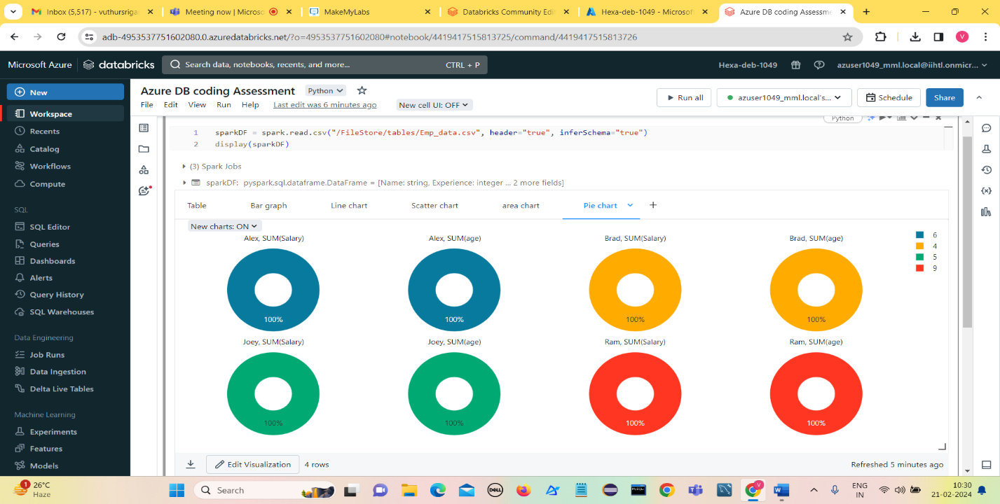 Inbox (5,517) - vuthursriga
Meeting now | Microso
MakeMyLabs
Databricks Community Edi
Hexa-deb-1049 - Microsof
Azure DB coding Assessme
adb-4953537751602080.0.azuredatabricks.net/?o=4953537751602080#notebook/4419417515813725/command/4419417515813726
V
Microsoft Azure
databricks
Search data, notebooks, recents, and more...
CTRL + P
Hexa-deb-1049
azuser1049_mml.local@iihtl.onmicr...
New
Workspace
Recents
Catalog
Workflows
Compute
SQL
SQL Editor
Queries
Dashboards
Alerts
Query History
SQL Warehouses
Data Engineering
Job Runs
Data Ingestion
Delta Live Tables
Machine Learning
Experiments
Features
Models
Azure DB coding Assessment
Python
File Edit View Run Help Last edit was 6 minutes ago
New cell UI: OFF
Run all
azuser1049_mml.local's...
Schedule
Share
Python
1 sparkDF = spark.read.csv("/FileStore/tables/Emp_data.csv", header="true", inferSchema="true")
2 display(sparkDF)
(3) Spark Jobs
sparkDF: pyspark.sql.dataframe.DataFrame = [Name: string, Experience: integer ... 2 more fields]
Table Bar graph Line chart Scatter chart area chart Pie chart +
New charts: ON
Alex, SUM(Salary) Alex, SUM(age) Brad, SUM(Salary) Brad, SUM(age)
100% 100% 100% 100%
Joey, SUM(Salary) Joey, SUM(age) Ram, SUM(Salary) Ram, SUM(age)
100% 100% 100% 100%
6
4
5
9
Edit Visualization
4 rows
Refreshed 5 minutes ago
1
26°C
Haze
Search
DELL
V
W
ENG
IN
10:30
21-02-2024